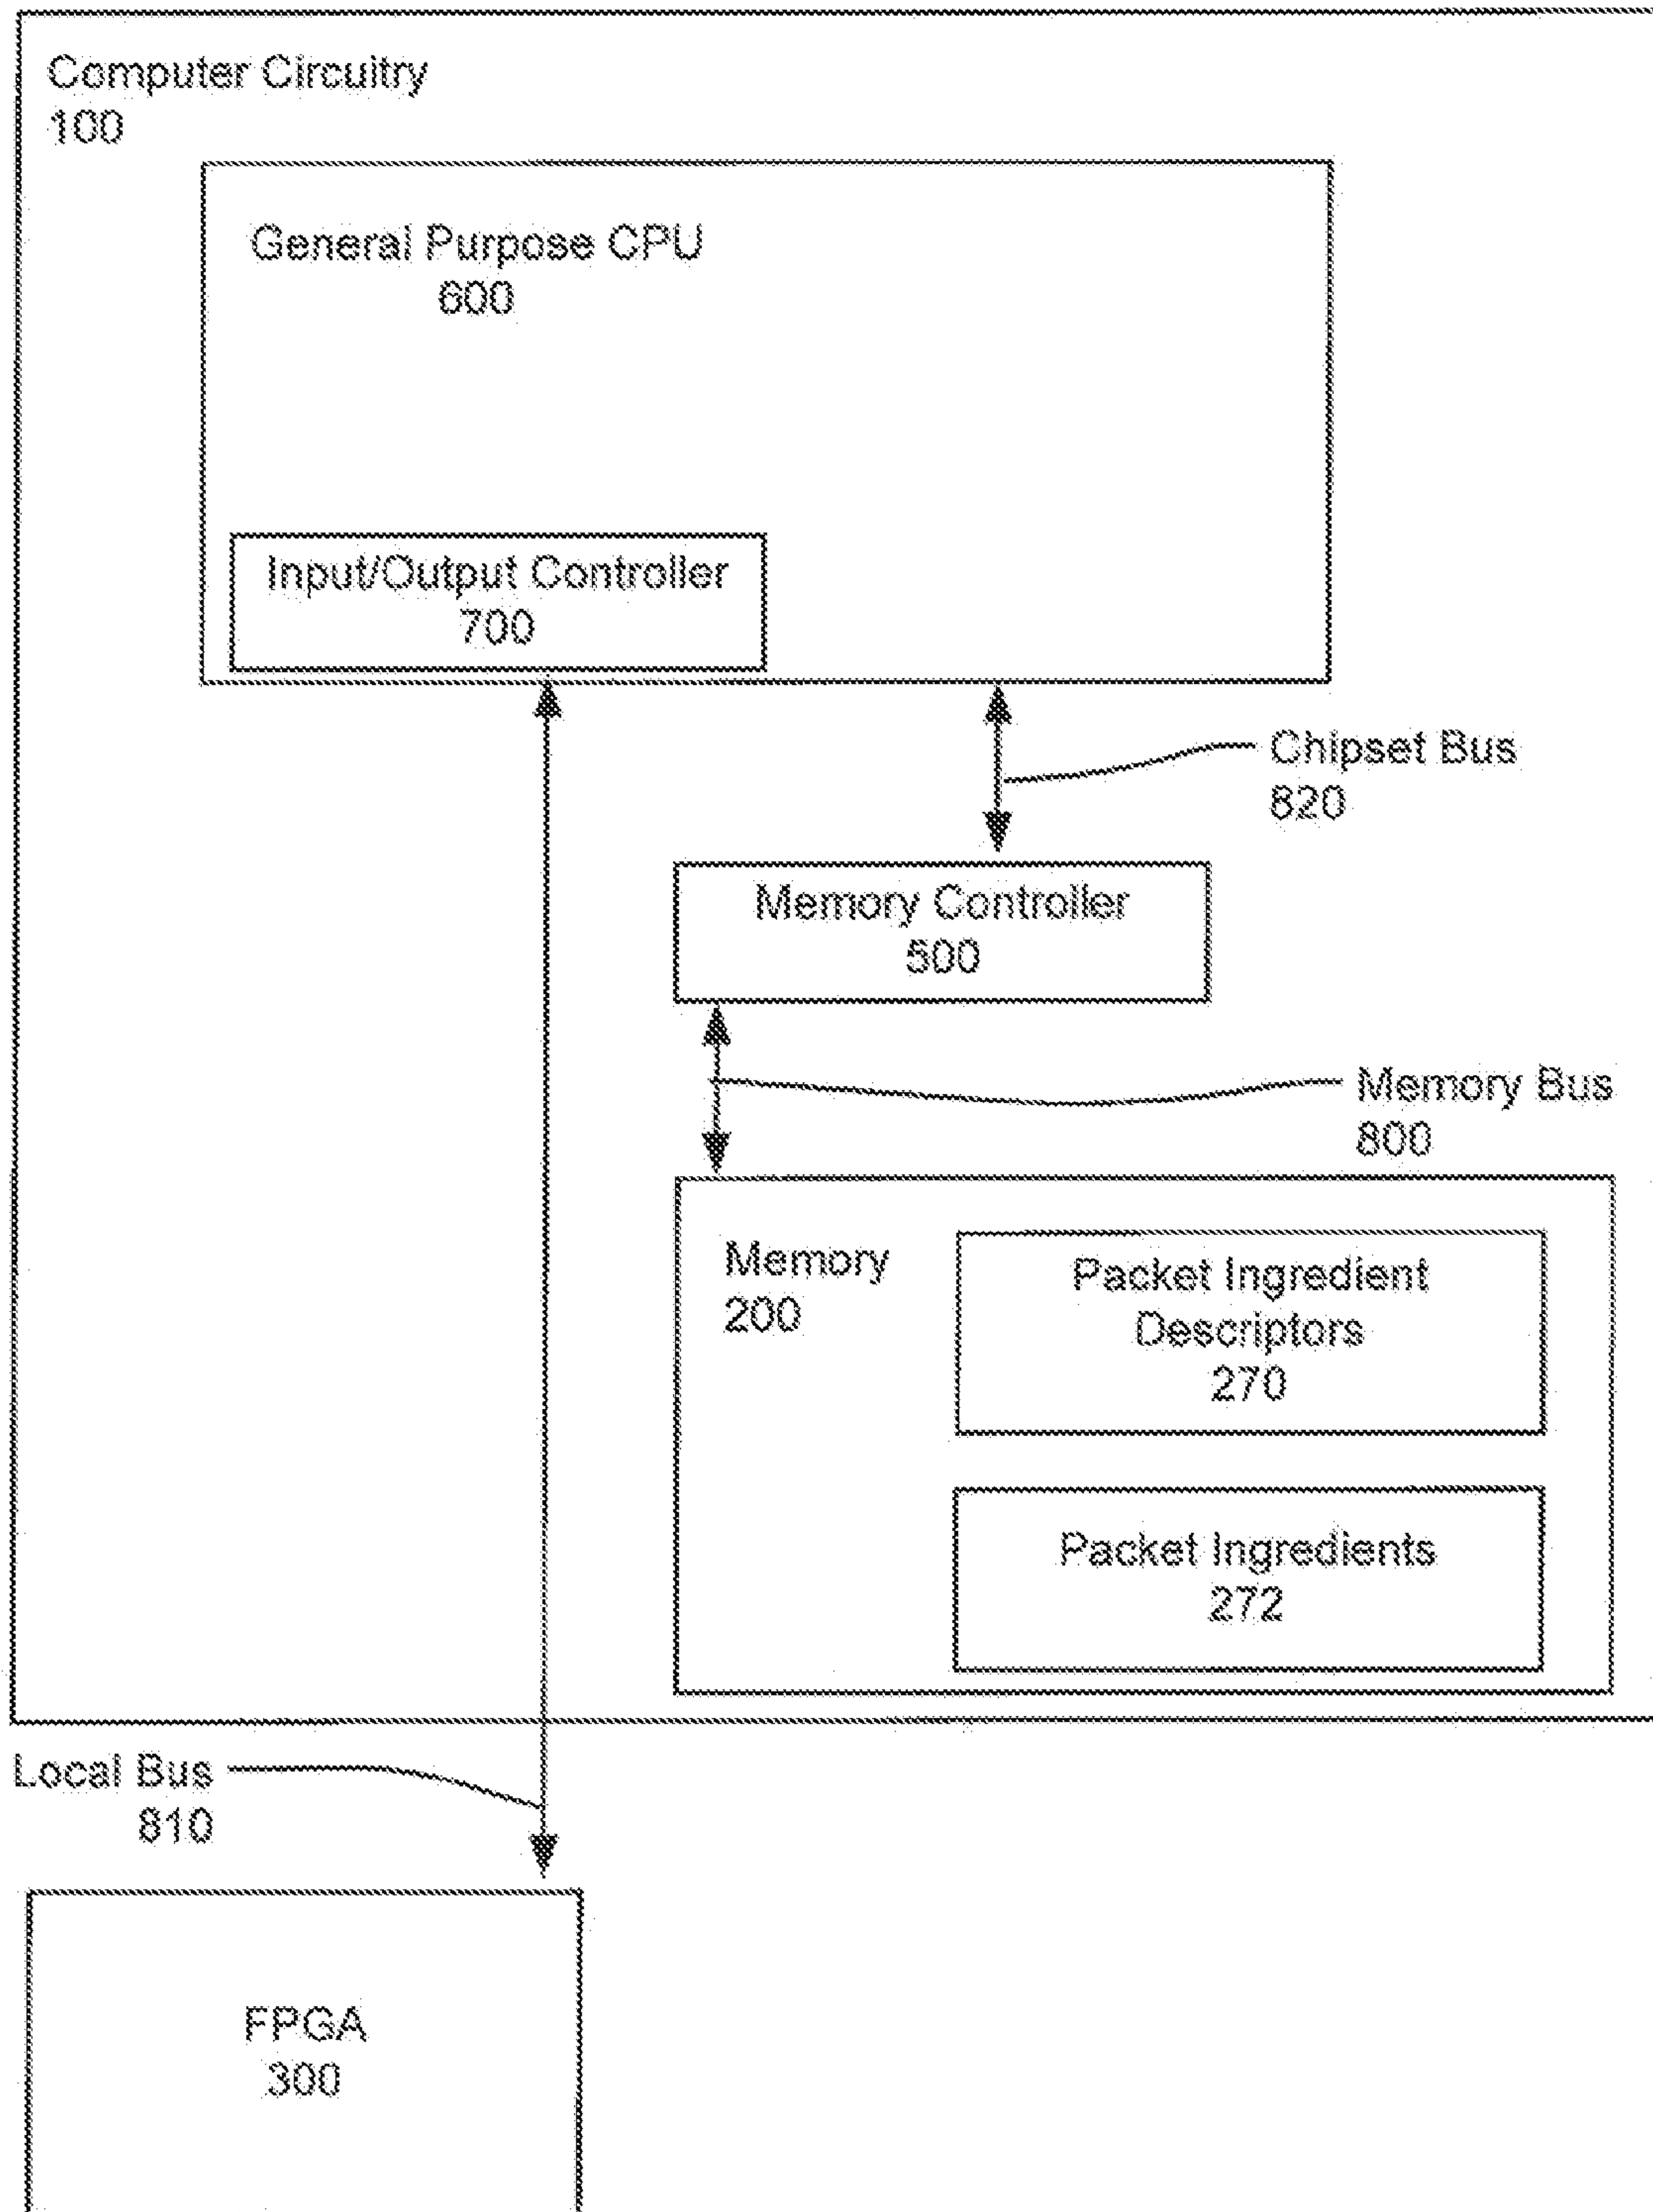 Computer Circuitry
100
General Purpose CPU
600
Input/Output Controller
700
Chipset Bus
820
Memory Controller
500
Memory Bus
800
Memory
200
Packet Ingredient
Descriptors
270
Packet Ingredients
272
Local Bus
810
FPGA
300